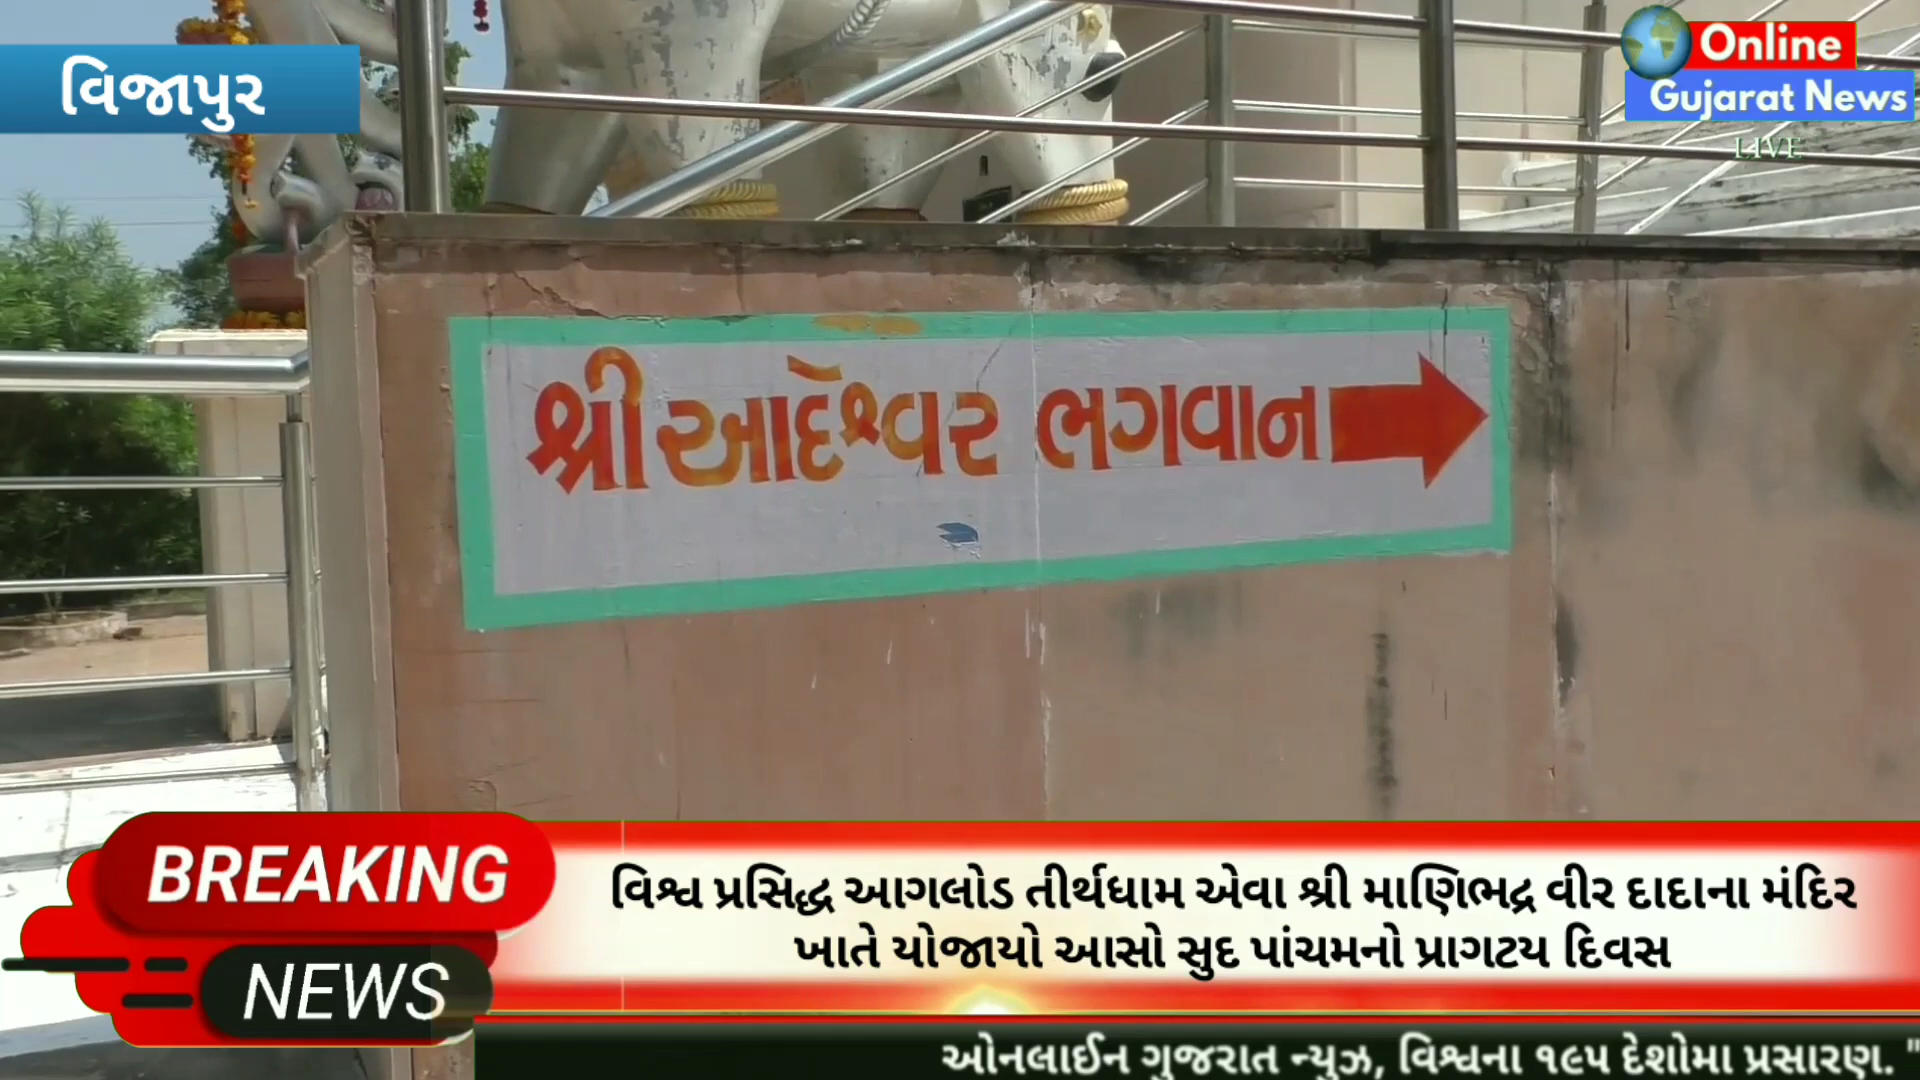 વિજાપુર
Online
Gujarat News
LIVE
શ્રી આદેશ્વર ભગવાન
BREAKING
NEWS
વિશ્વ પ્રસિદ્ધ આગલોડ તીર્થધામ એવા શ્રી માણિભદ્ર વીર દાદાના મંદિર
ખાતે યોજાયો આસો સુદ પાંચમનો પ્રાગટય દિવસ
ઓનલાઈન ગુજરાત ન્યુઝ, વિશ્વના ૧૯૫ દેશોમા પ્રસારણ. "